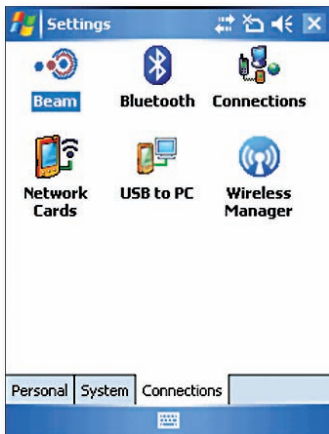 Settings
Beam Bluetooth Connections
Network Cards USB to PC Wireless Manager
Personal System Connections